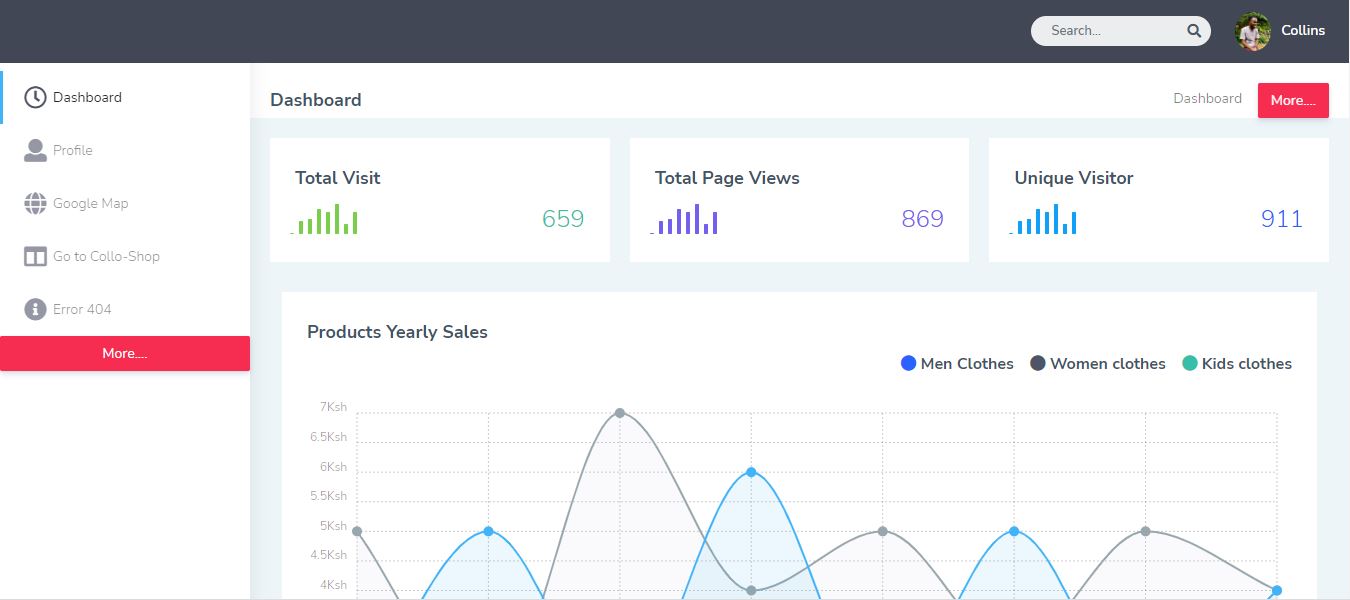 Search...
Collins
Dashboard
Profile
Google Map
Go to Collo-Shop
Error 404
More....
Dashboard
Dashboard
More....
Total Visit
659
Total Page Views
869
Unique Visitor
911
Products Yearly Sales
Men Clothes
Women clothes
Kids clothes
7Ksh
6.5Ksh
6Ksh
5.5Ksh
5Ksh
4.5Ksh
4Ksh